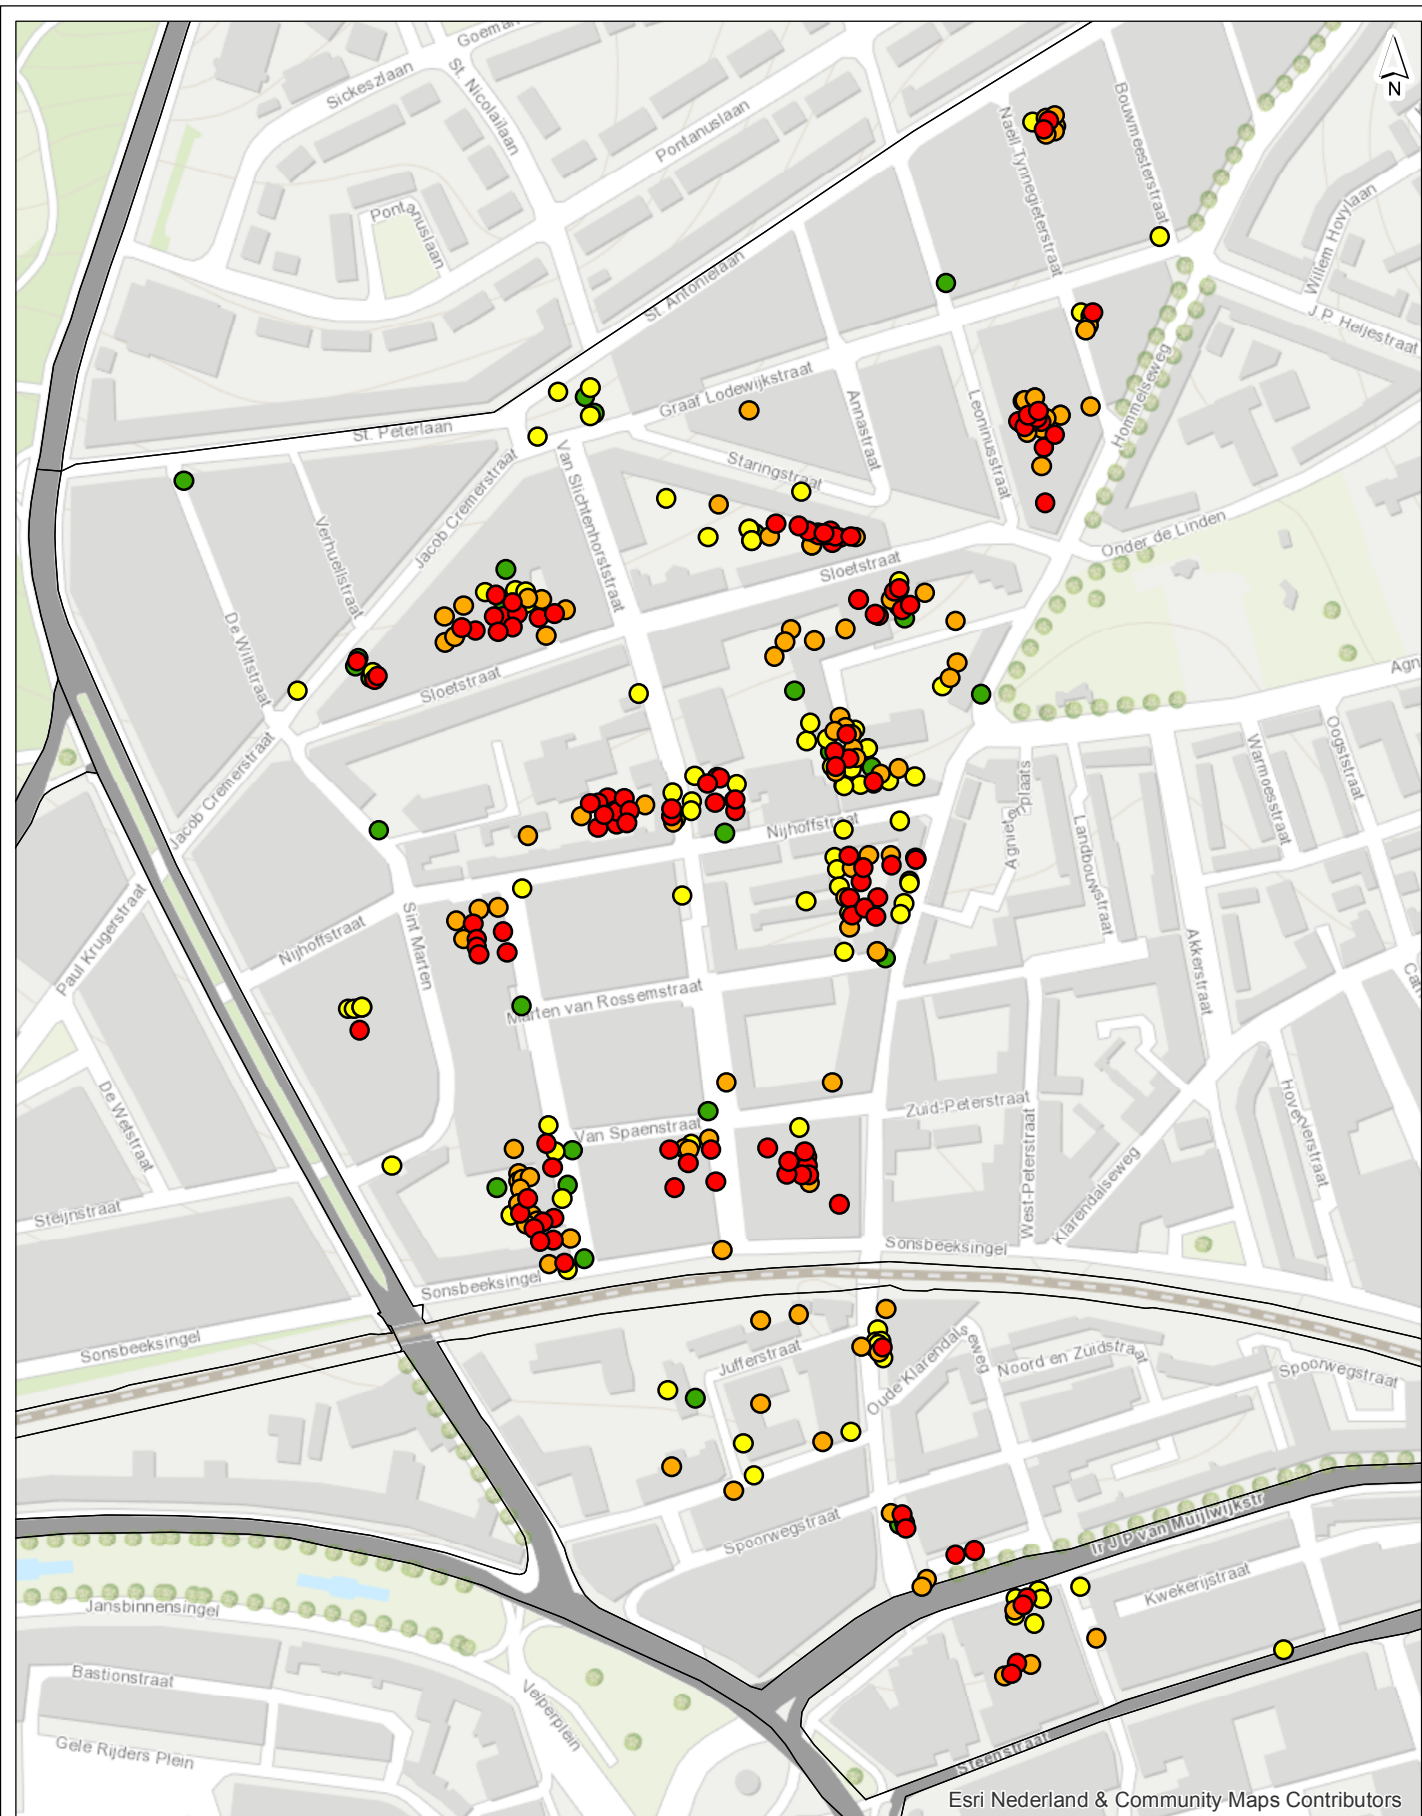 Goeman
Sickeszlaan
St. Nicolaïlaan
Pontanuslaan
Pontanuslaan
N
Naell Tynnegieterstraat
Bouwmeesterstraat
Willem Hovylaan
J.P. Heijestraat
St. Antonielaan
Graaf Lodewijkstraat
Annastraat
Leoninusstraat
Hommelseweg
St. Peterlaan
Jacob Cremerstraat
Van Slichtenhorststraat
Staringstraat
Verhuellstraat
Sloetstraat
Onder de Linden
De Wiltstraat
Sloetstraat
Agn
Jacob Cremerstraat
Warmoesstraat
Oogststraat
Agnietenplaats
Landbouwstraat
Nijhoffstraat
Paul Krugerstraat
Nijhoffstraat
Sint Marten
Akkerstraat
Marten van Rossemstraat
De Wetstraat
Zuid-Peterstraat
Van Spaenstraat
West-Peterstraat
Klarendalseweg
Steijnstraat
Sonsbeeksingel
Sonsbeeksingel
Sonsbeeksingel
Jufferstraat
Oude Klarendalseweg
Noord en Zuidstraat
Spoorwegstraat
Spoorwegstraat
Ir J P van Muijlwijkstr
Kwekerijstraat
Jansbinnensingel
Bastionstraat
Velperplein
Gele Rijders Plein
Steenstraat
Esri Nederland & Community Maps Contributors